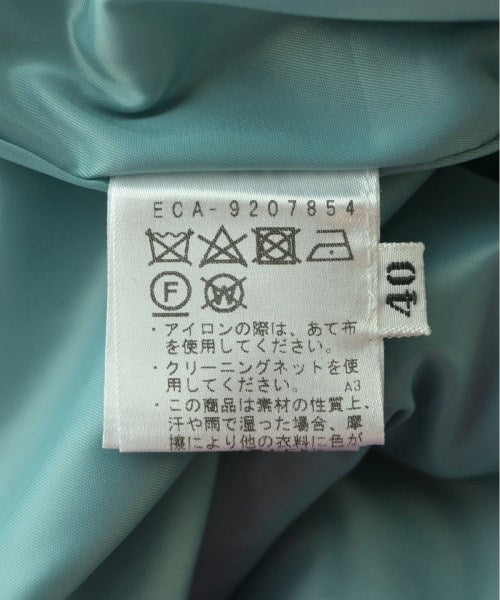 ECA-9207854
F W
40
・アイロンの際は、あて布
を使用してください。
・クリーニングネットを使
用してください。 A3
・この商品は素材の性質上、
汗や雨で湿った場合、摩
擦により他の衣料に色が